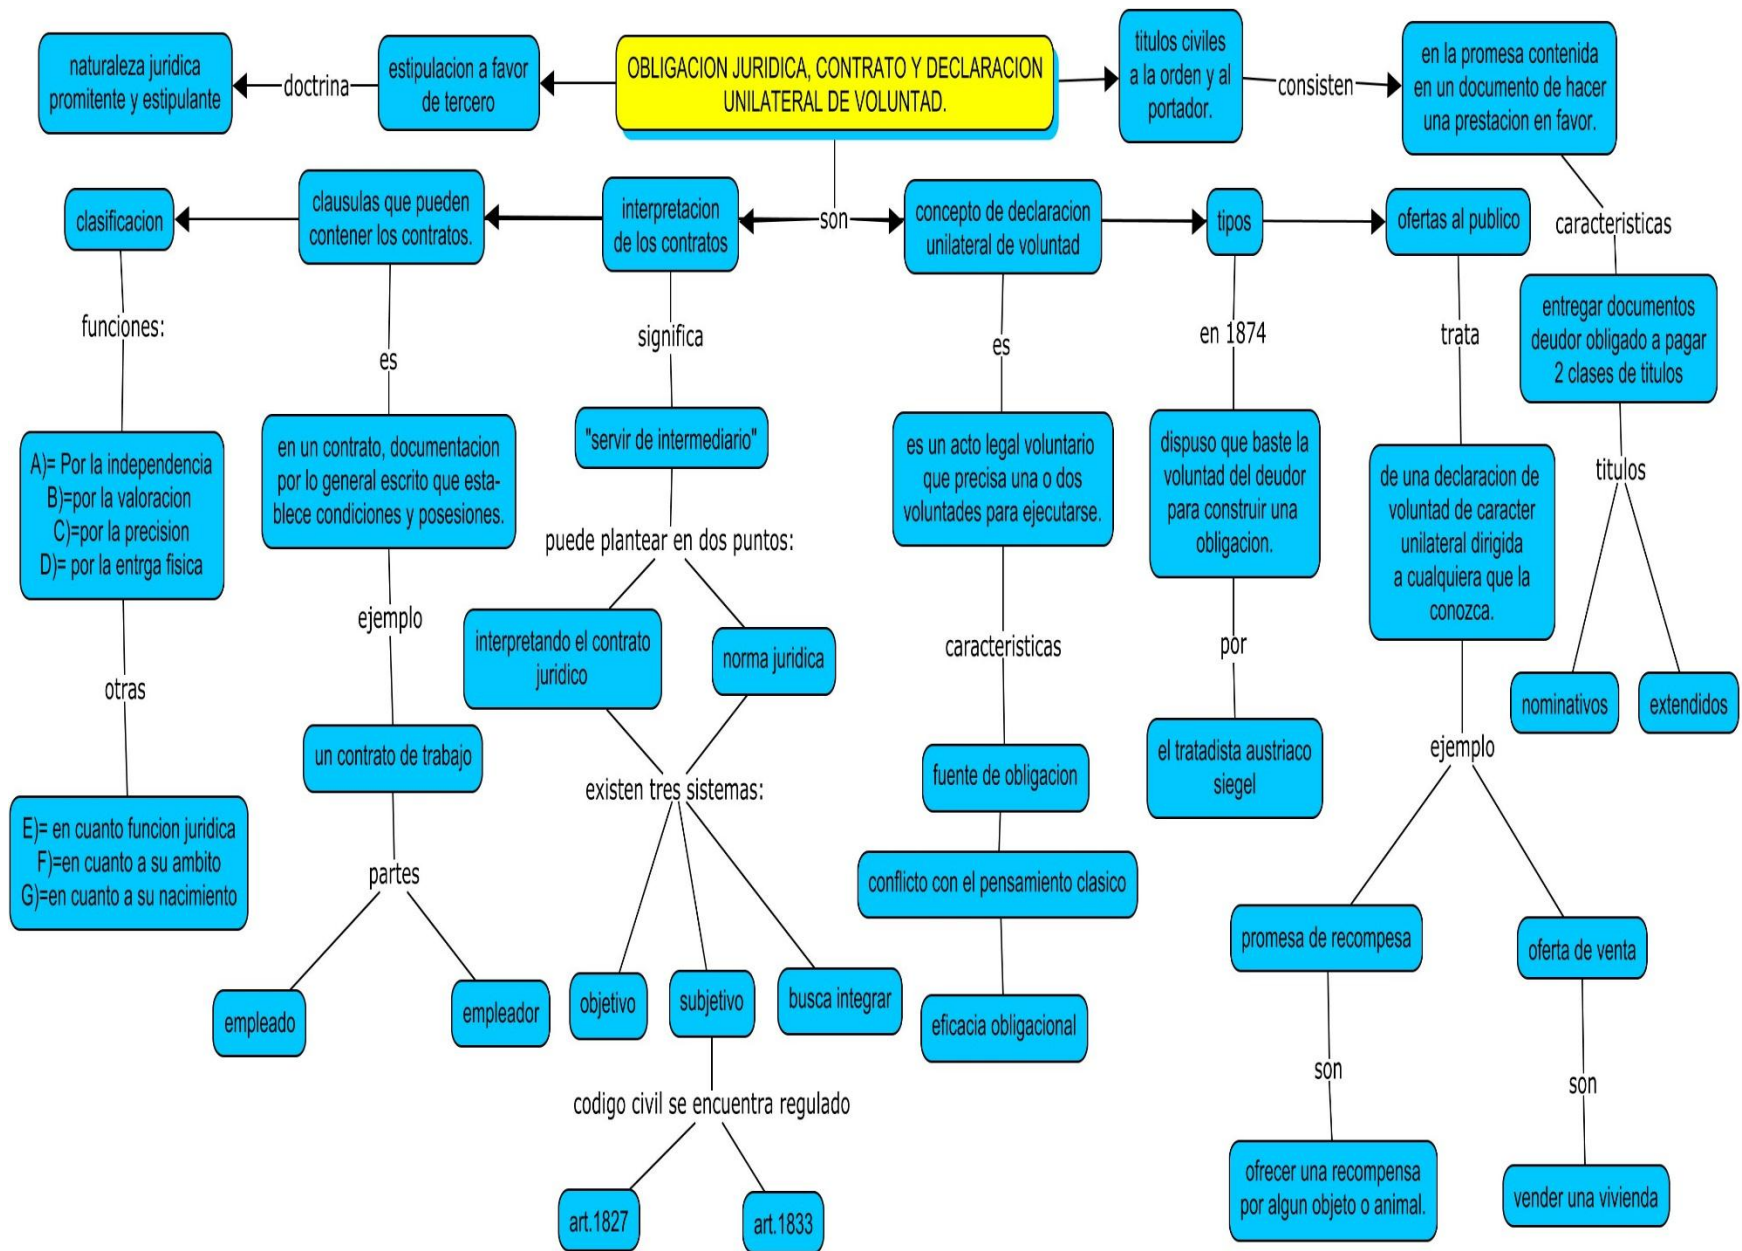 naturaleza juridica
promitente y estipulante
doctrina
estipulacion a favor
de tercero
OBLIGACION JURIDICA, CONTRATO Y DECLARACION
UNILATERAL DE VOLUNTAD.
titulos civiles
a la orden y al
portador.
consisten
en la promesa contenida
en un documento de hacer
una prestacion en favor.
clasificacion
clausulas que pueden
contener los contratos.
interpretacion
de los contratos
son
concepto de declaracion
unilateral de voluntad
tipos
ofertas al publico
caracteristicas
funciones:
es
significa
es
en 1874
trata
entregar documentos
deudor obligado a pagar
2 clases de titulos
A)= Por la independencia
B)=por la valoracion
C)=por la precision
D)= por la entrga fisica
en un contrato, documentacion
por lo general escrito que esta-
blece condiciones y posesiones.
"servir de intermediario"
es un acto legal voluntario
que precisa una o dos
voluntades para ejecutarse.
dispuso que baste la
voluntad del deudor
para construir una
obligacion.
de una declaracion de
voluntad de caracter
unilateral dirigida
a cualquiera que la
conozca.
titulos
puede plantear en dos puntos:
ejemplo
interpretando el contrato
juridico
norma juridica
caracteristicas
por
nominativos
extendidos
otras
un contrato de trabajo
existen tres sistemas:
fuente de obligacion
el tratadista austriaco
siegel
ejemplo
E)= en cuanto funcion juridica
F)=en cuanto a su ambito
G)=en cuanto a su nacimiento
partes
conflicto con el pensamiento clasico
promesa de recompesa
oferta de venta
empleado
empleador
objetivo
subjetivo
busca integrar
eficacia obligacional
son
son
codigo civil se encuentra regulado
art.1827
art.1833
ofrecer una recompensa
por algun objeto o animal.
vender una vivienda